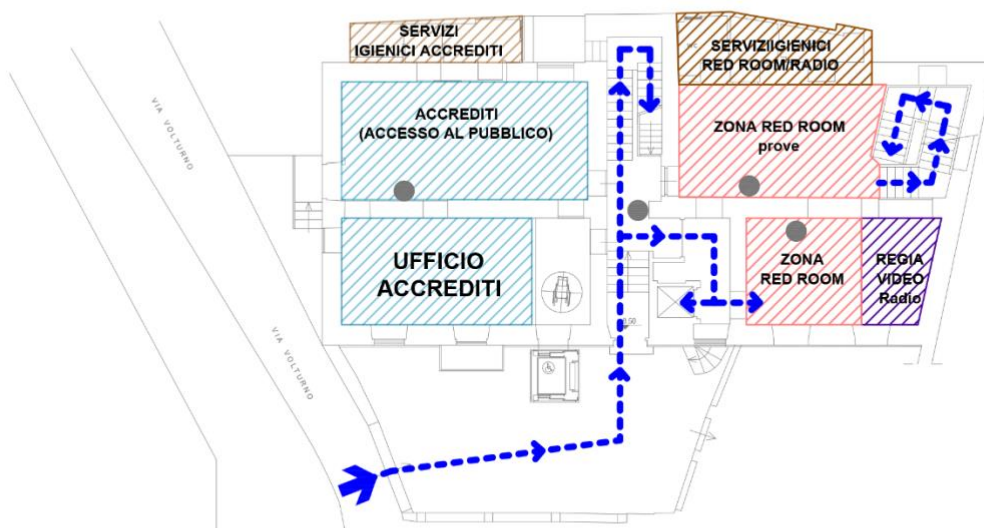 SERVIZI
IGIENICI ACCREDITI
SERVIZIIGIENICI
RED ROOM/RADIO
ACCREDITI
(ACCESSO AL PUBBLICO)
ZONA RED ROOM
prove
VIA VOLTURNO
UFFICIO
ACCREDITI
ZONA
RED ROOM
REGIA
VIDEO
Radio
VIA VOLTURNO